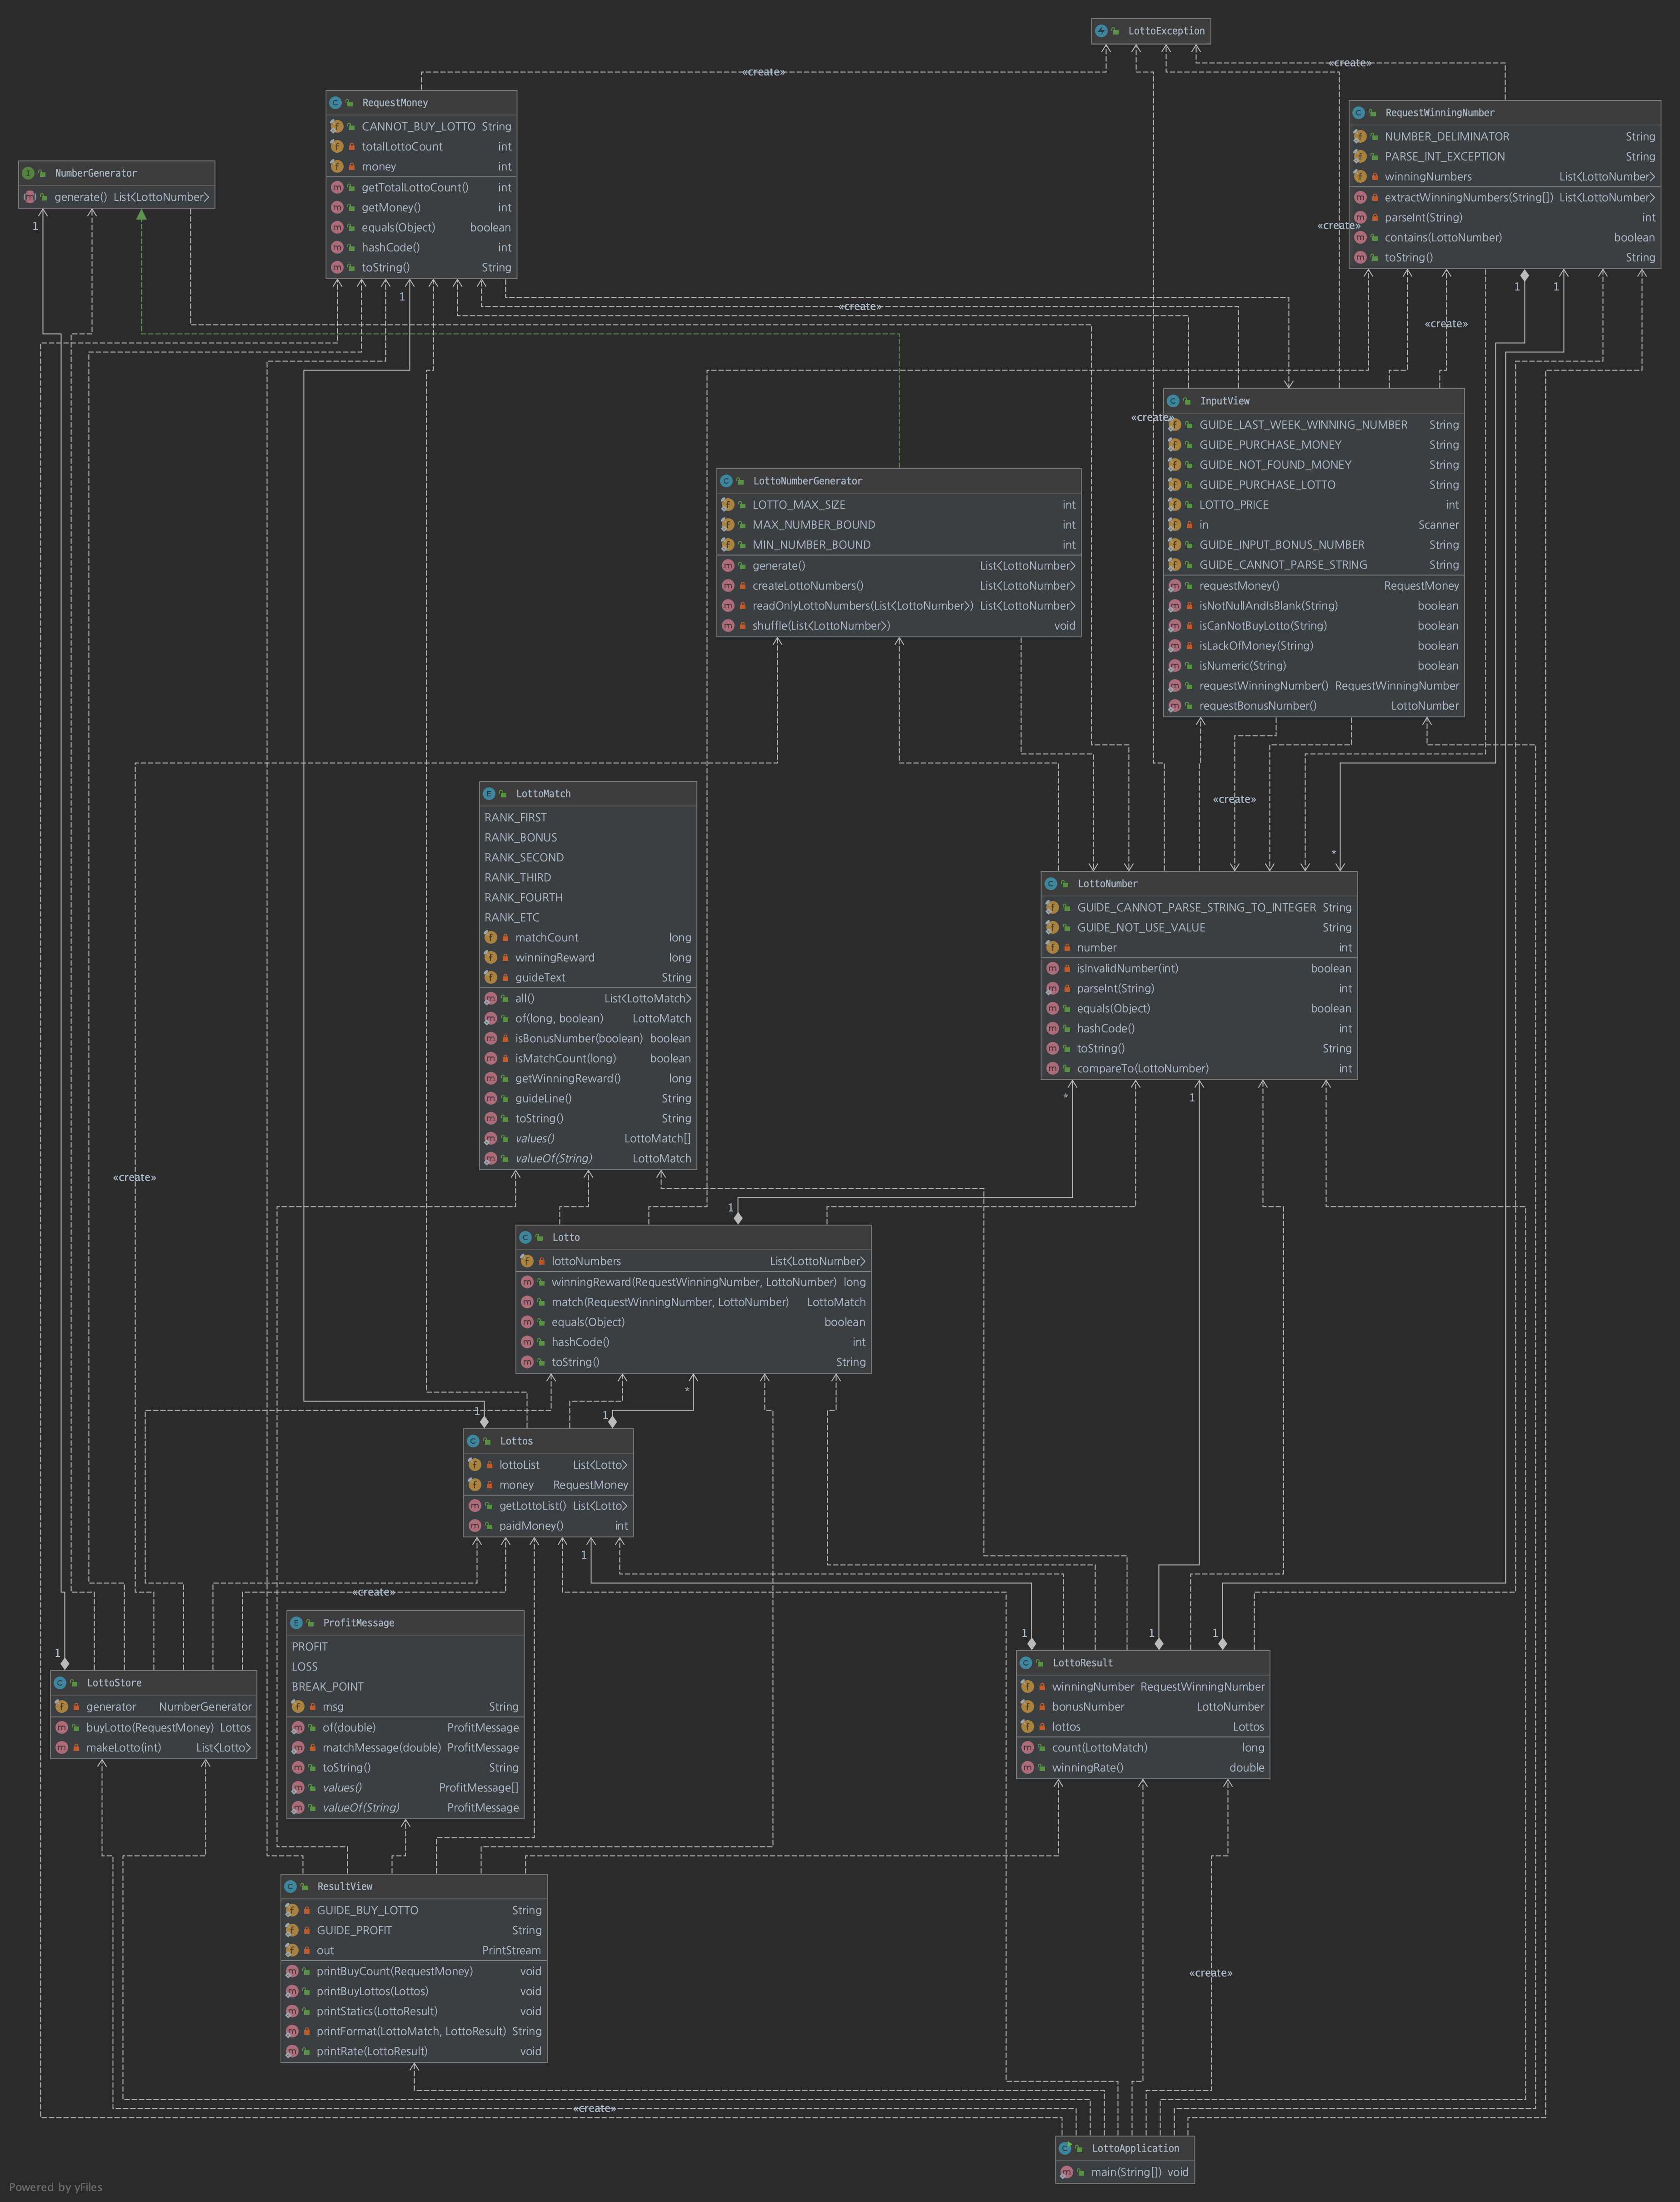 LottoException
«create»
«create»
RequestMoney
CANNOT_BUY_LOTTO String
totalLottoCount int
money int
getTotalLottoCount() int
getMoney() int
equals(Object) boolean
hashCode() int
toString() String
RequestWinningNumber
NUMBER_DELIMINATOR String
PARSE_INT_EXCEPTION String
winningNumbers List<LottoNumber>
extractWinningNumbers(String[]) List<LottoNumber>
parseInt(String) int
contains(LottoNumber) boolean
toString() String
NumberGenerator
generate() List<LottoNumber>
1
«create»
1
1
1
«create»
«create»
InputView
GUIDE_LAST_WEEK_WINNING_NUMBER String
GUIDE_PURCHASE_MONEY String
GUIDE_NOT_FOUND_MONEY String
GUIDE_PURCHASE_LOTTO String
LOTTO_PRICE int
in Scanner
GUIDE_INPUT_BONUS_NUMBER String
GUIDE_CANNOT_PARSE_STRING String
requestMoney() RequestMoney
isNotNullAndIsBlank(String) boolean
isCanNotBuyLotto(String) boolean
isLackOfMoney(String) boolean
isNumeric(String) boolean
requestWinningNumber() RequestWinningNumber
requestBonusNumber() LottoNumber
«create»
LottoNumberGenerator
LOTTO_MAX_SIZE int
MAX_NUMBER_BOUND int
MIN_NUMBER_BOUND int
generate() List<LottoNumber>
createLottoNumbers() List<LottoNumber>
readOnlyLottoNumbers(List<LottoNumber>) List<LottoNumber>
shuffle(List<LottoNumber>) void
LottoMatch
RANK_FIRST
RANK_BONUS
RANK_SECOND
RANK_THIRD
RANK_FOURTH
RANK_ETC
matchCount long
winningReward long
guideText String
all() List<LottoMatch>
of(long, boolean) LottoMatch
isBonusNumber(boolean) boolean
isMatchCount(long) boolean
getWinningReward() long
guideLine() String
toString() String
values() LottoMatch[]
valueOf(String) LottoMatch
«create»
*
LottoNumber
GUIDE_CANNOT_PARSE_STRING_TO_INTEGER String
GUIDE_NOT_USE_VALUE String
number int
isInvalidNumber(int) boolean
parseInt(String) int
equals(Object) boolean
hashCode() int
toString() String
compareTo(LottoNumber) int
*
1
«create»
1
Lotto
lottoNumbers List<LottoNumber>
winningReward(RequestWinningNumber, LottoNumber) long
match(RequestWinningNumber, LottoNumber) LottoMatch
equals(Object) boolean
hashCode() int
toString() String
*
1
1
Lottos
lottoList List<Lotto>
money RequestMoney
getLottoList() List<Lotto>
paidMoney() int
1
«create»
ProfitMessage
PROFIT
LOSS
BREAK_POINT
msg String
of(double) ProfitMessage
matchMessage(double) ProfitMessage
toString() String
values() ProfitMessage[]
valueOf(String) ProfitMessage
1
LottoStore
generator NumberGenerator
buyLotto(RequestMoney) Lottos
makeLotto(int) List<Lotto>
1
1
1
LottoResult
winningNumber RequestWinningNumber
bonusNumber LottoNumber
lottos Lottos
count(LottoMatch) long
winningRate() double
ResultView
GUIDE_BUY_LOTTO String
GUIDE_PROFIT String
out PrintStream
printBuyCount(RequestMoney) void
printBuyLottos(Lottos) void
printStatics(LottoResult) void
printFormat(LottoMatch, LottoResult) String
printRate(LottoResult) void
«create»
«create»
LottoApplication
main(String[]) void
Powered by yFiles